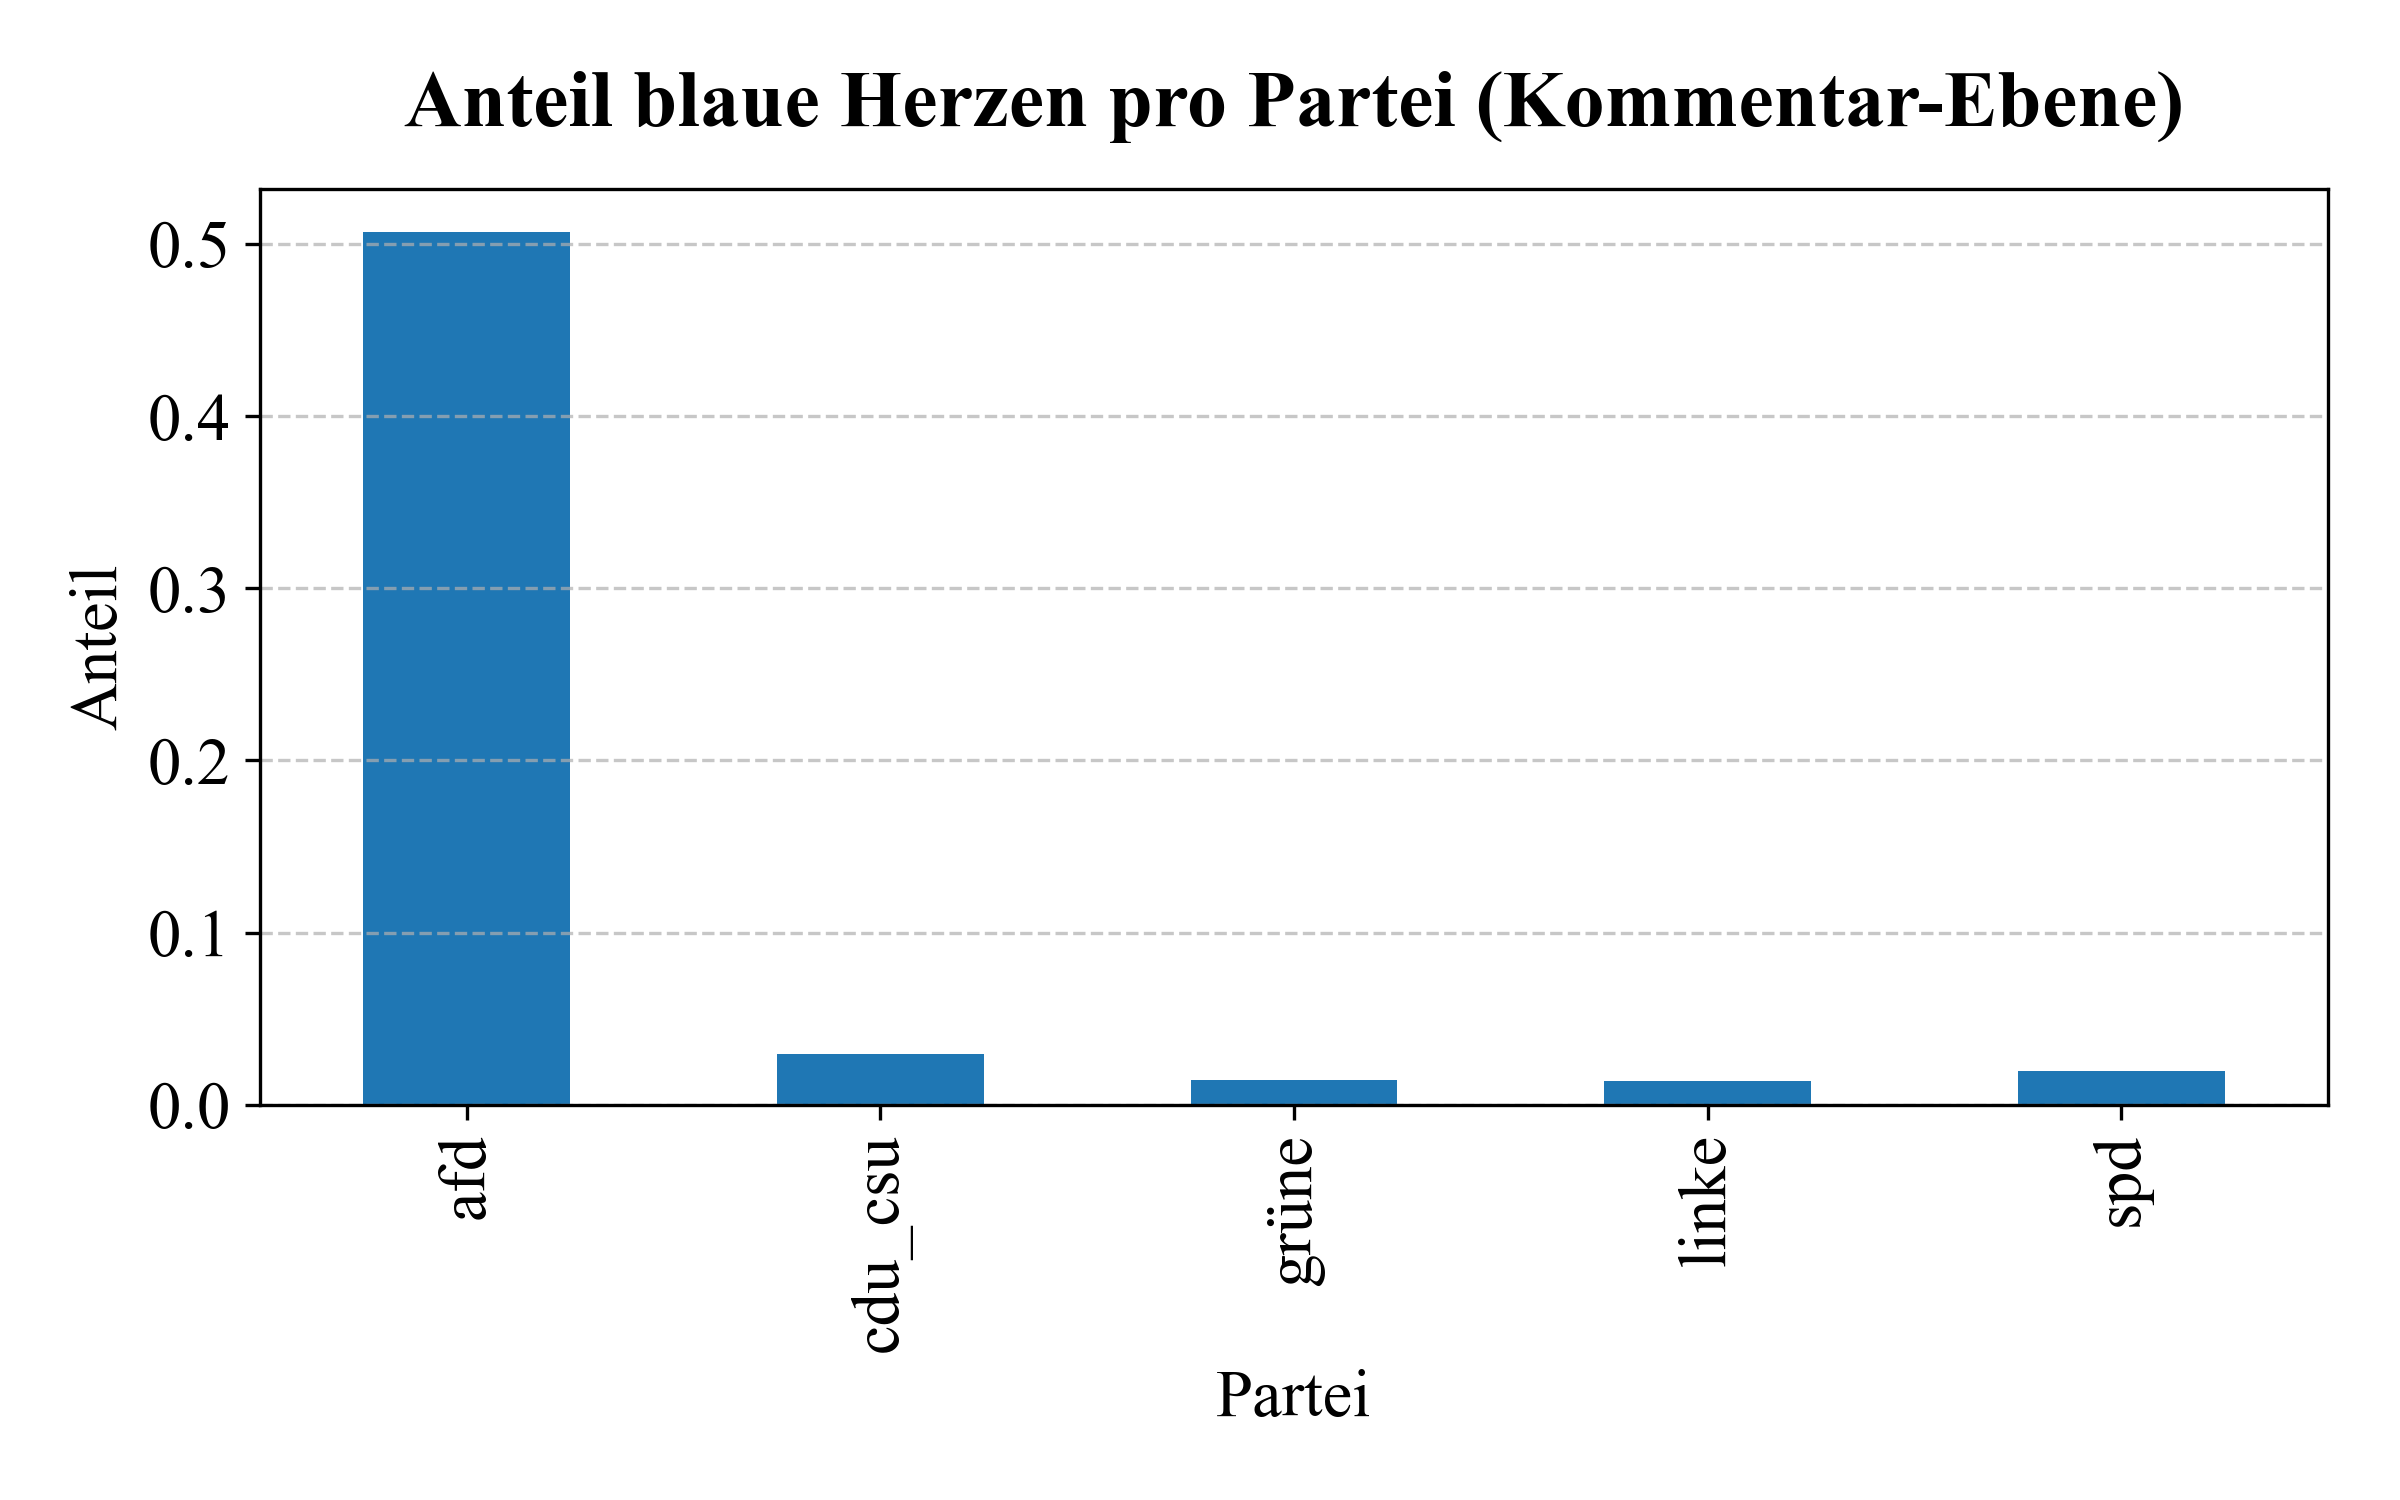 Anteil blaue Herzen pro Partei (Kommentar-Ebene)
Anteil
0.5
0.4
0.3
0.2
0.1
0.0
afd
cdu_csu
grüne
linke
spd
Partei